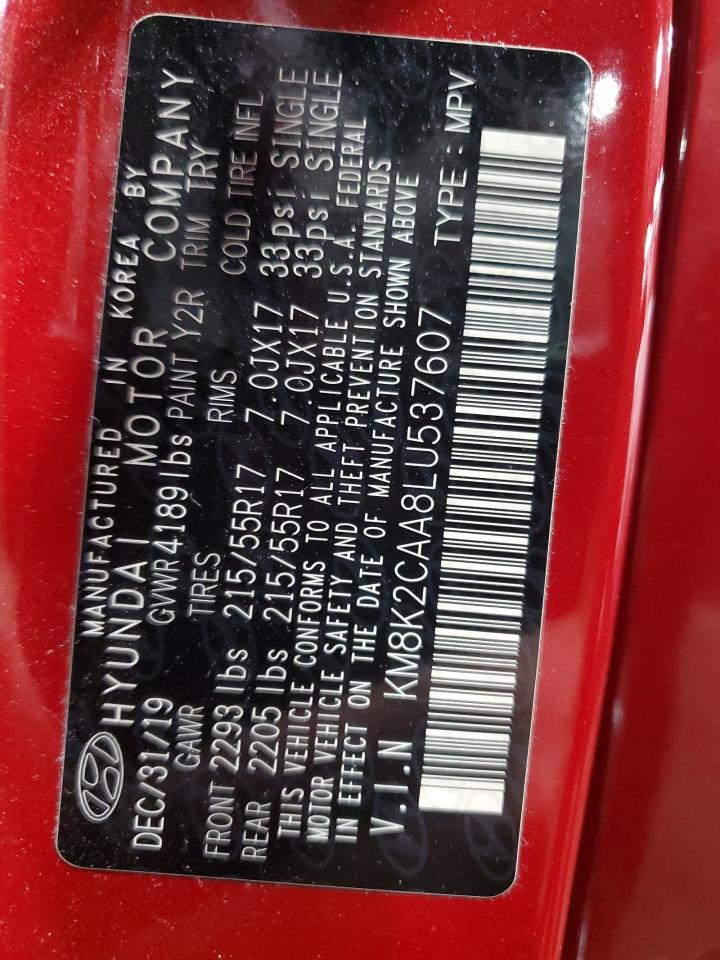 MANUFACTURED IN KOREA BY
HYUNDAI MOTOR COMPANY
DEC/31/19 GVWR 4189 lbs PAINT Y2R TRIM TRY
GAWR TIRES RIMS COLD TIRE INFL
FRONT 2293 lbs 215/55R17 7.0JX17 33psi SINGLE
REAR 2205 lbs 215/55R17 7.0JX17 33psi SINGLE
THIS VEHICLE CONFORMS TO ALL APPLICABLE U.S.A. FEDERAL
MOTOR VEHICLE SAFETY AND THEFT PREVENTION STANDARDS
IN EFFECT ON THE DATE OF MANUFACTURE SHOWN ABOVE
V.I.N KM8K2CAA8LU537607 TYPE : MPV